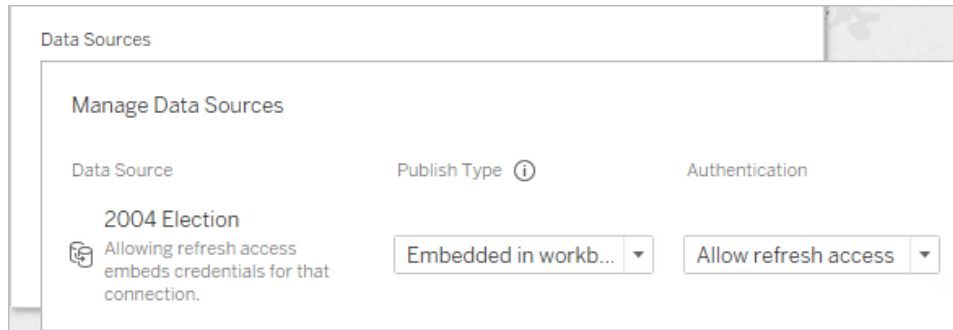 Data Sources
Manage Data Sources
Data Source
Publish Type
Authentication
2004 Election
Allowing refresh access
embeds credentials for that
connection.
Embedded in workb...
Allow refresh access